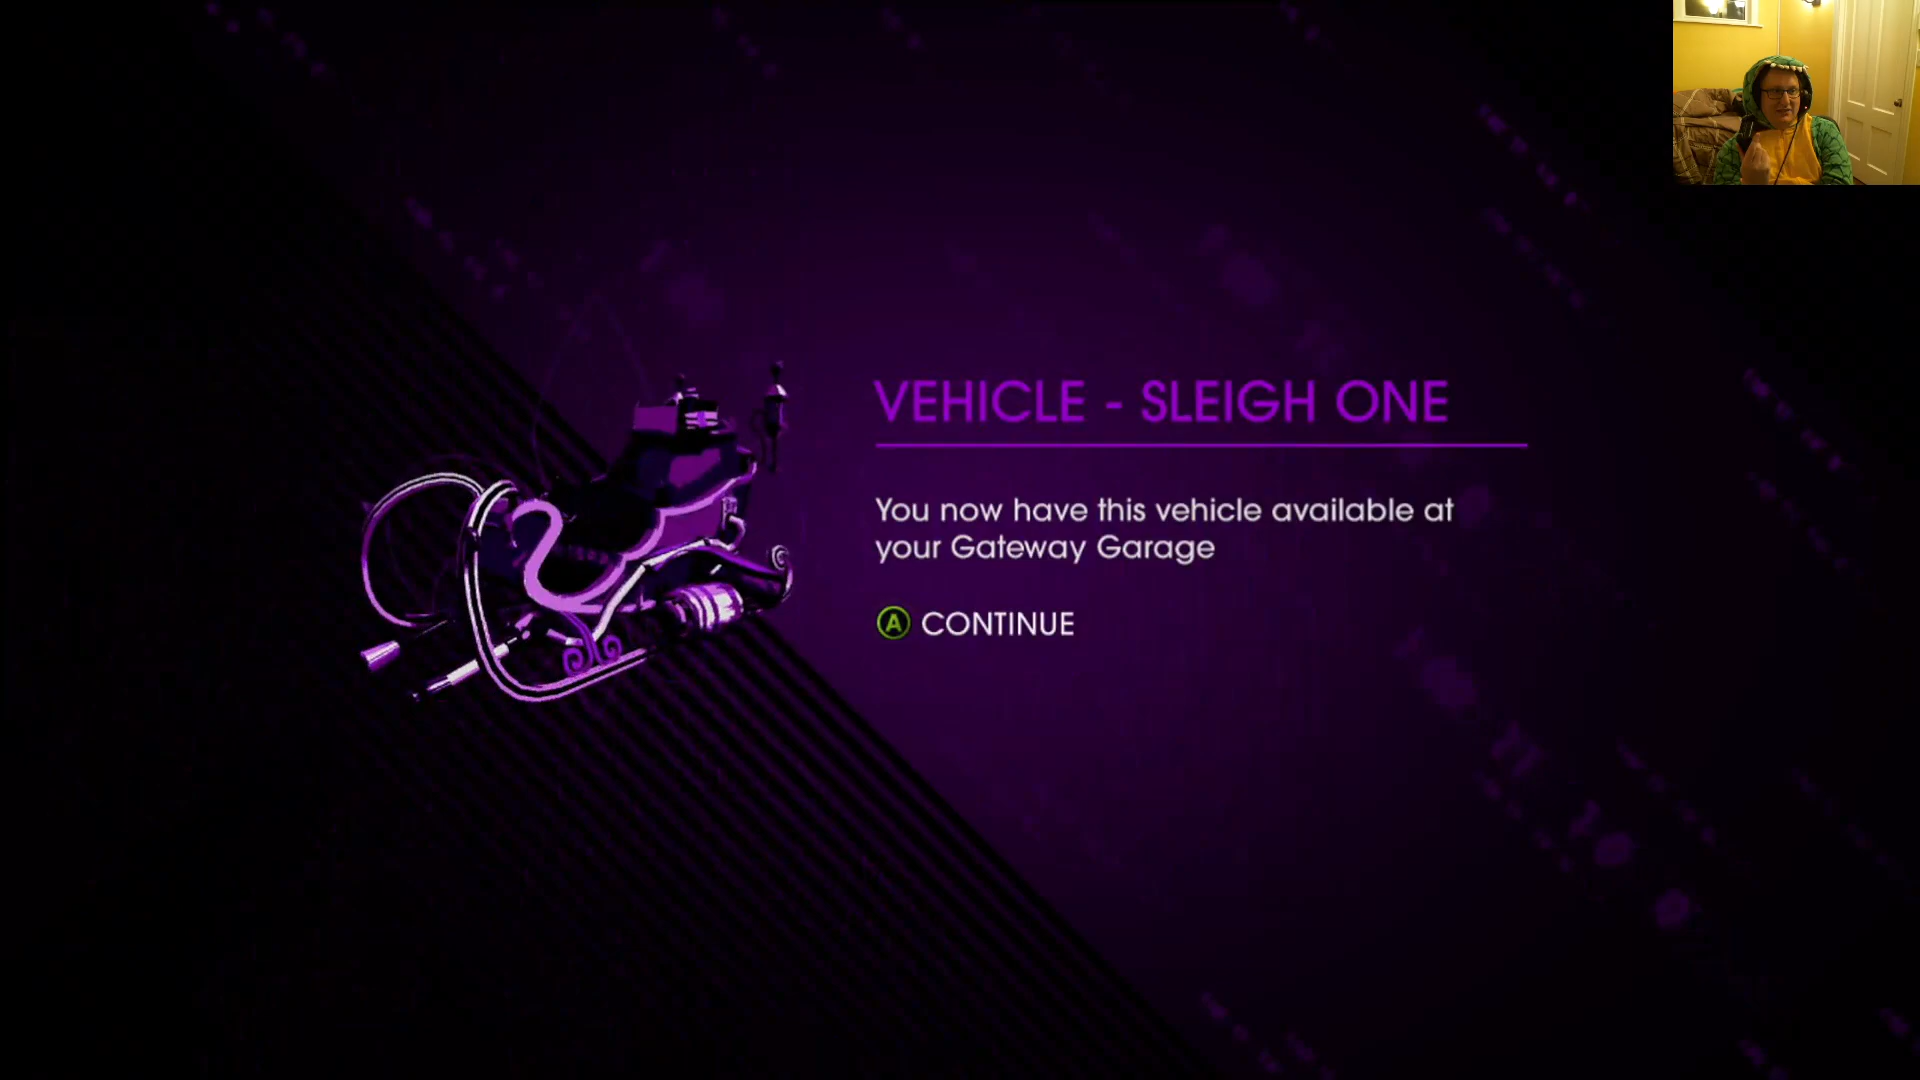 VEHICLE - SLEIGH ONE
You now have this vehicle available at
your Gateway Garage
A CONTINUE